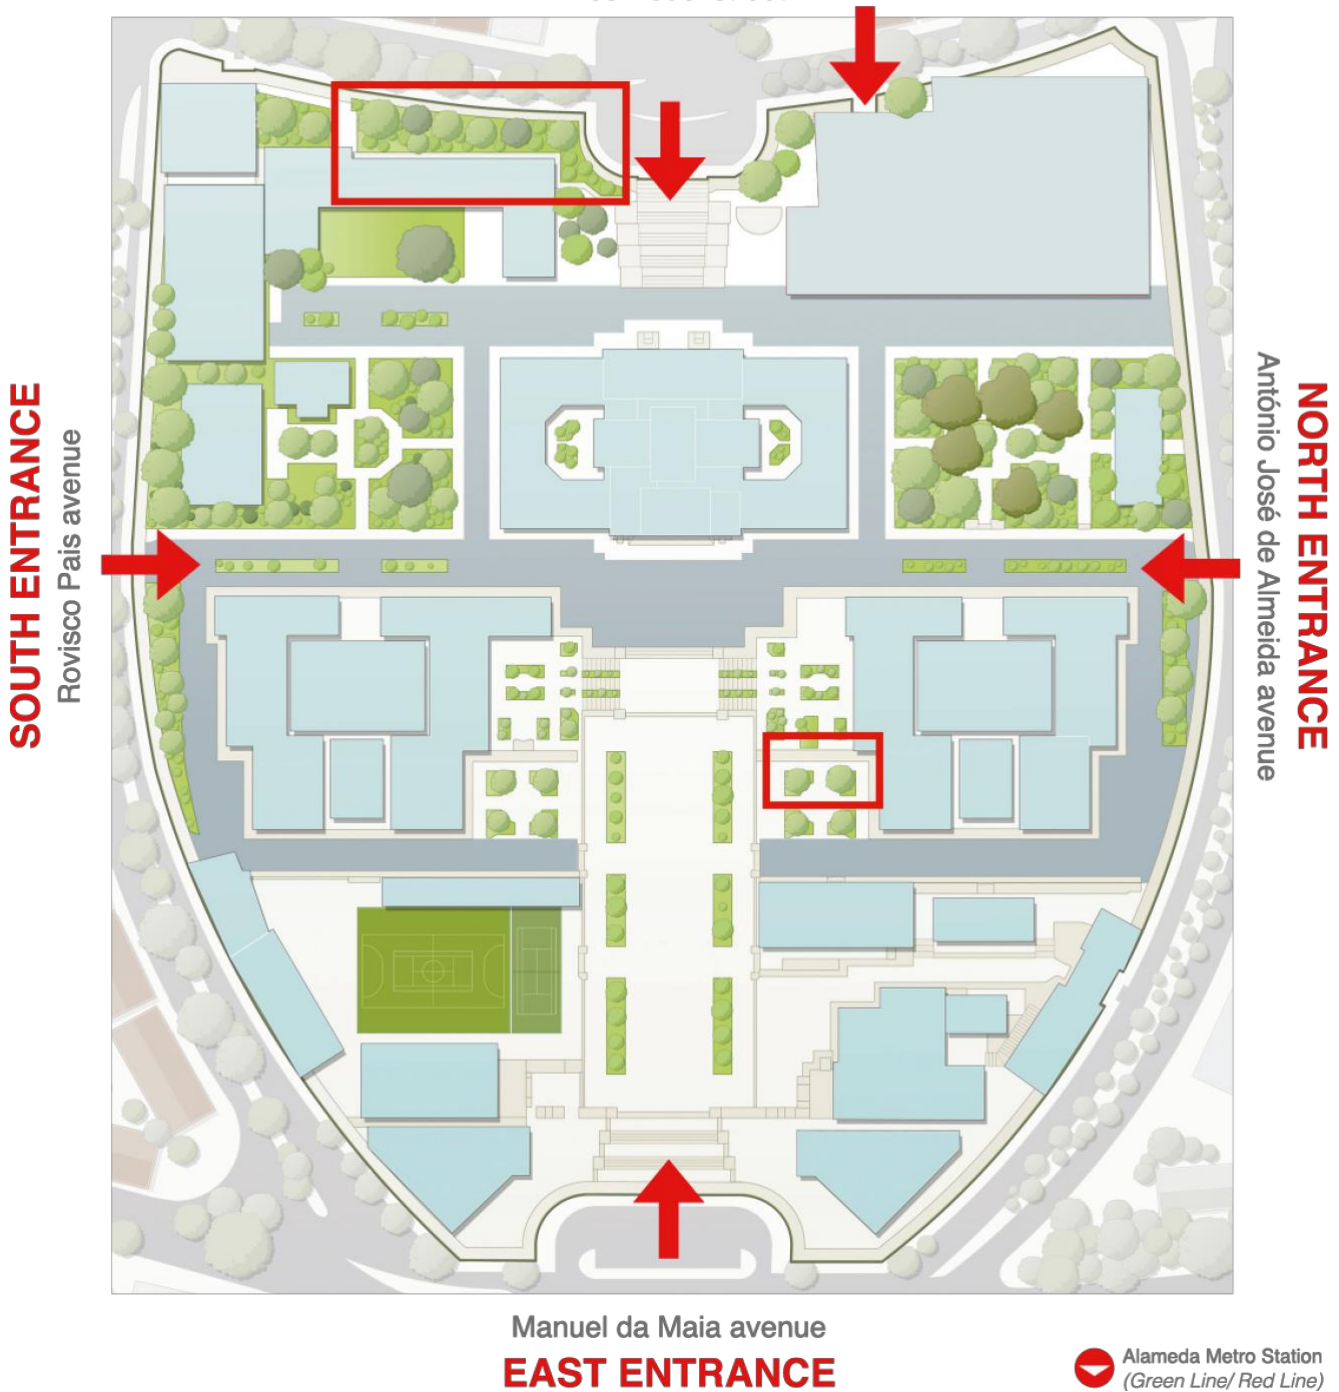 SOUTH ENTRANCE
Rovisco Pais avenue
António José de Almeida avenue
NORTH ENTRANCE
Manuel da Maia avenue
EAST ENTRANCE
Alameda Metro Station
(Green Line/ Red Line)